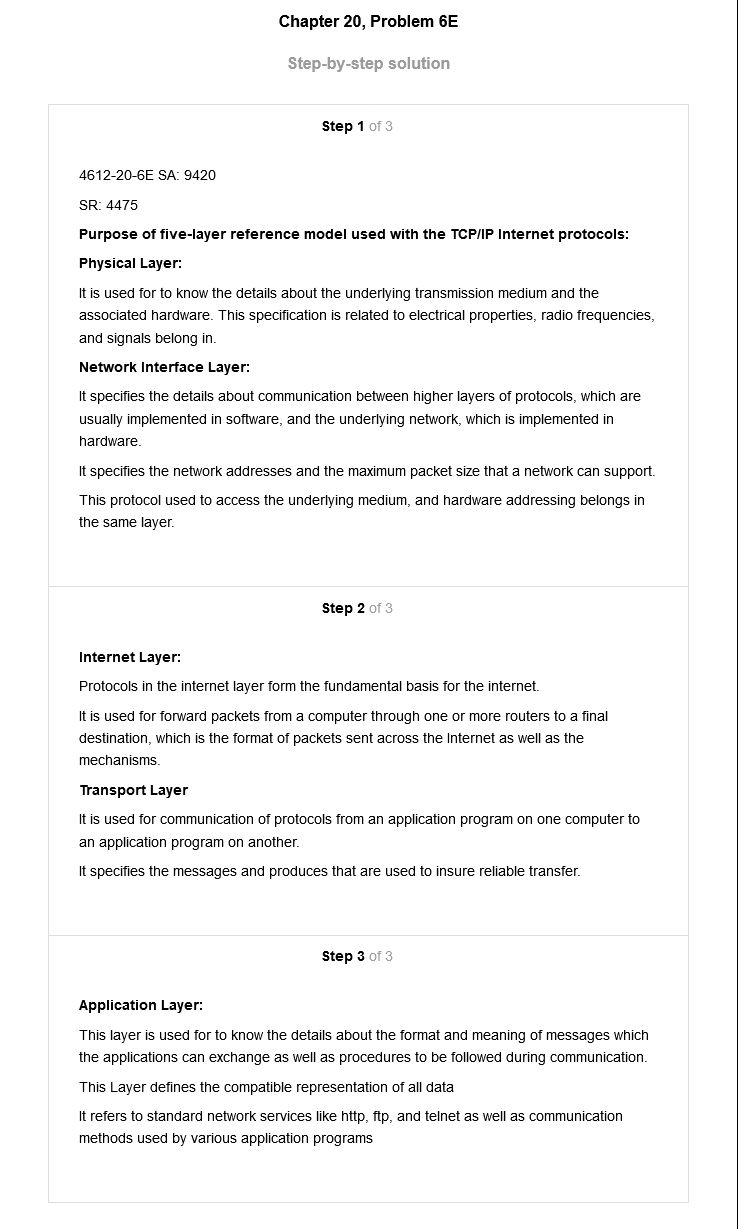 Chapter 20, Problem 6E
Step-by-step solution
Step 1 of 3
4612-20-6E SA: 9420
SR: 4475
Purpose of five-layer reference model used with the TCP/IP Internet protocols:
Physical Layer:
It is used for to know the details about the underlying transmission medium and the
associated hardware. This specification is related to electrical properties, radio frequencies,
and signals belong in.
Network Interface Layer:
It specifies the details about communication between higher layers of protocols, which are
usually implemented in software, and the underlying network, which is implemented in
hardware.
It specifies the network addresses and the maximum packet size that a network can support.
This protocol used to access the underlying medium, and hardware addressing belongs in
the same layer.
Step 2 of 3
Internet Layer:
Protocols in the internet layer form the fundamental basis for the internet.
It is used for forward packets from a computer through one or more routers to a final
destination, which is the format of packets sent across the Internet as well as the
mechanisms.
Transport Layer
It is used for communication of protocols from an application program on one computer to
an application program on another.
It specifies the messages and produces that are used to insure reliable transfer.
Step 3 of 3
Application Layer:
This layer is used for to know the details about the format and meaning of messages which
the applications can exchange as well as procedures to be followed during communication.
This Layer defines the compatible representation of all data
It refers to standard network services like http, ftp, and telnet as well as communication
methods used by various application programs